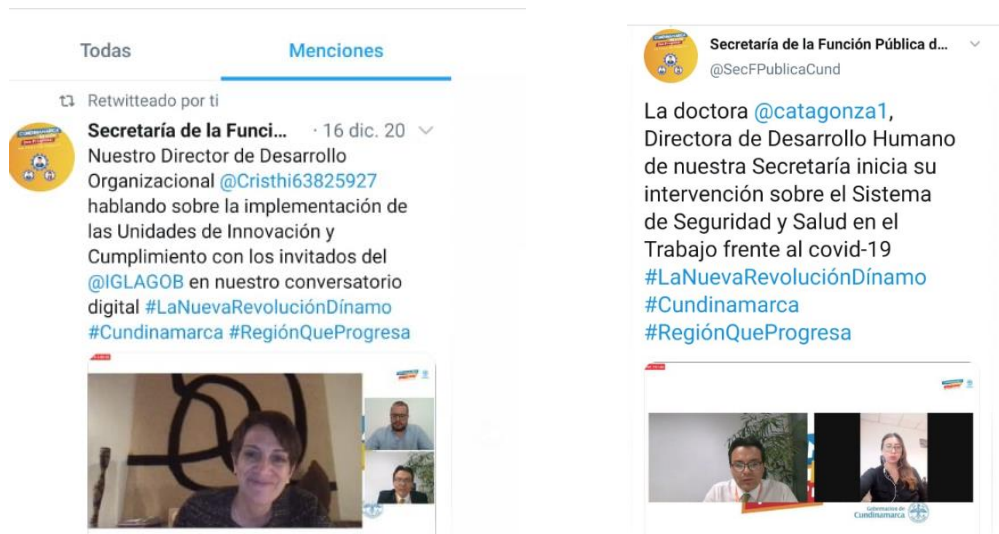 Todas
Menciones
Retwitteado por ti
Secretaría de la Funci... · 16 dic. 20
Nuestro Director de Desarrollo
Organizacional @Cristhi63825927
hablando sobre la implementación de
las Unidades de Innovación y
Cumplimiento con los invitados del
@IGLAGOB en nuestro conversatorio
digital #LaNuevaRevoluciónDínamo
#Cundinamarca #RegiónQueProgresa
Secretaría de la Función Pública d...
@SecFPublicaCund
La doctora @catagonza1,
Directora de Desarrollo Humano
de nuestra Secretaría inicia su
intervención sobre el Sistema
de Seguridad y Salud en el
Trabajo frente al covid-19
#LaNuevaRevoluciónDínamo
#Cundinamarca
#RegiónQueProgresa
Gobernación de
Cundinamarca